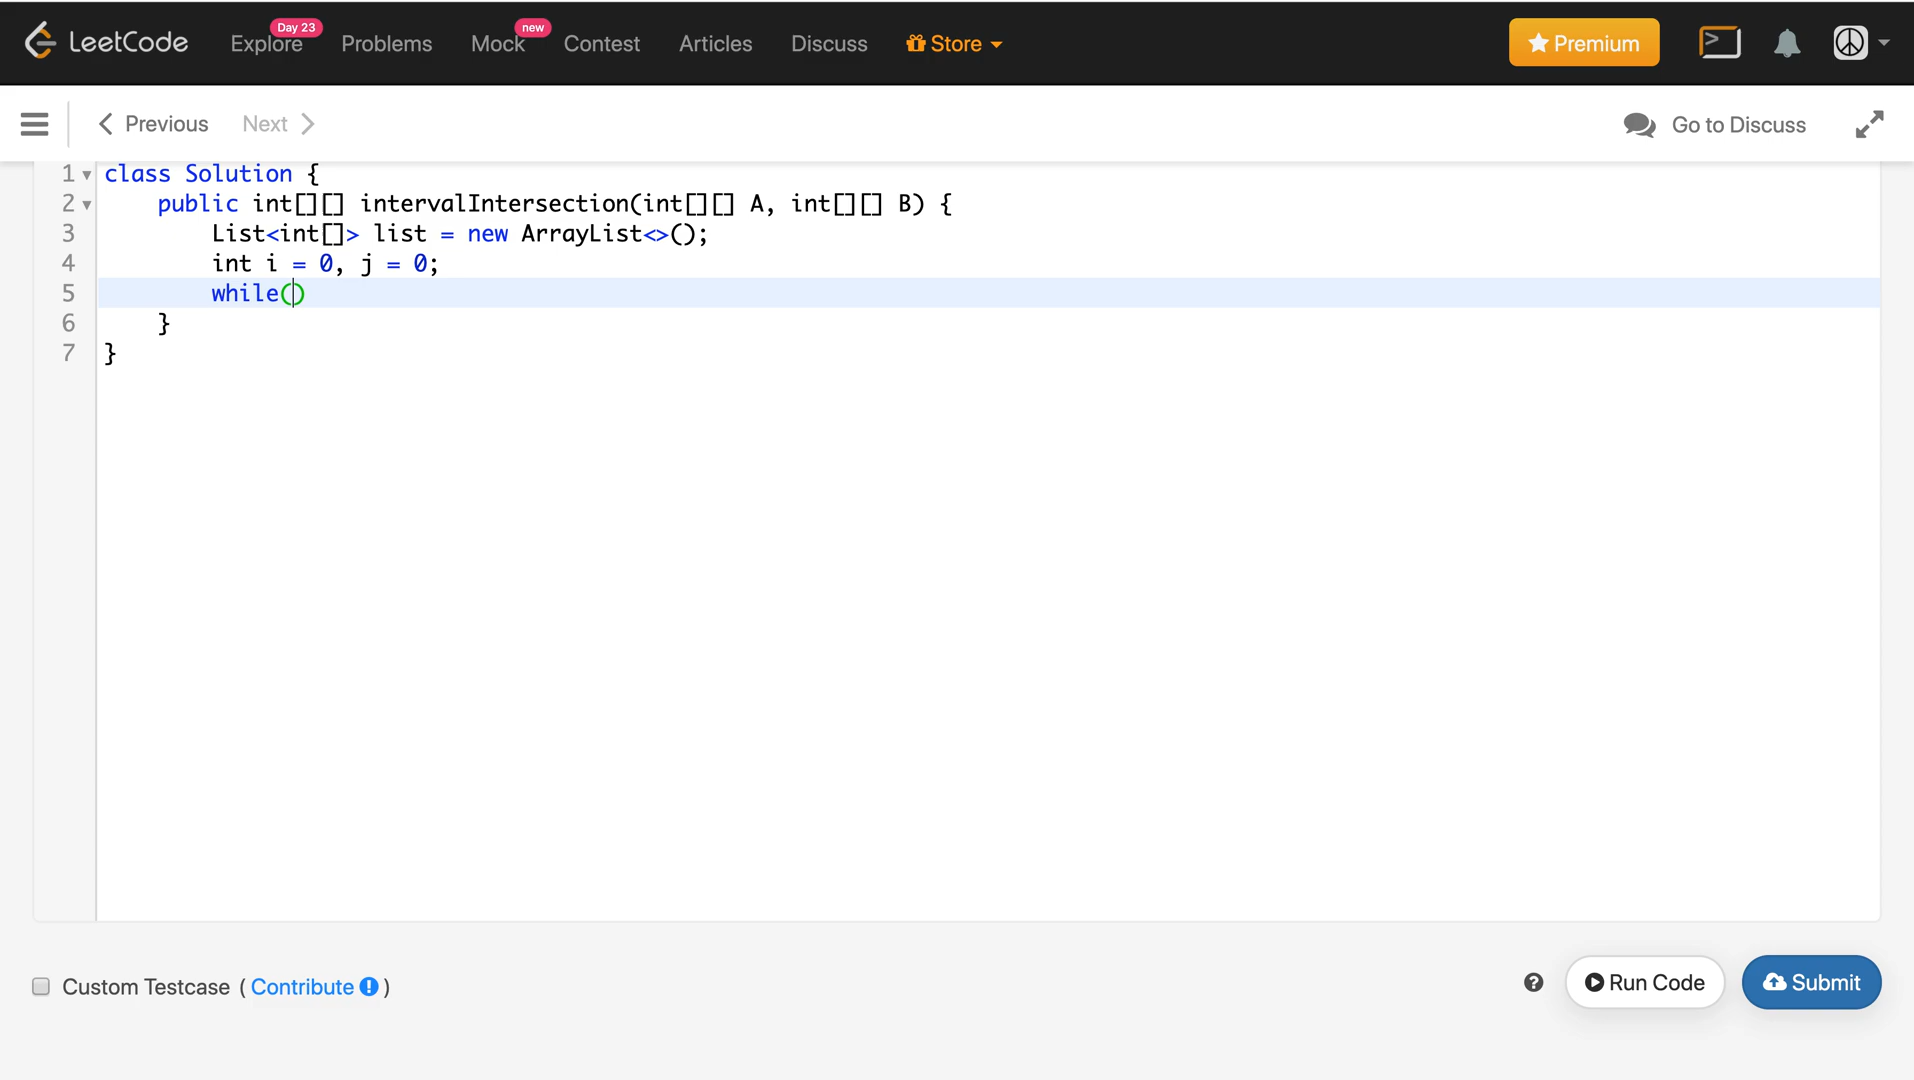 LeetCode Explore Day 23 Problems Mock new Contest Articles Discuss Store Premium
Previous Next Go to Discuss
1 class Solution {
2 public int[][] intervalIntersection(int[][] A, int[][] B) {
3 List<int[]> list = new ArrayList<>();
4 int i = 0, j = 0;
5 while()
6 }
7 }
Custom Testcase ( Contribute ! ) ? Run Code Submit